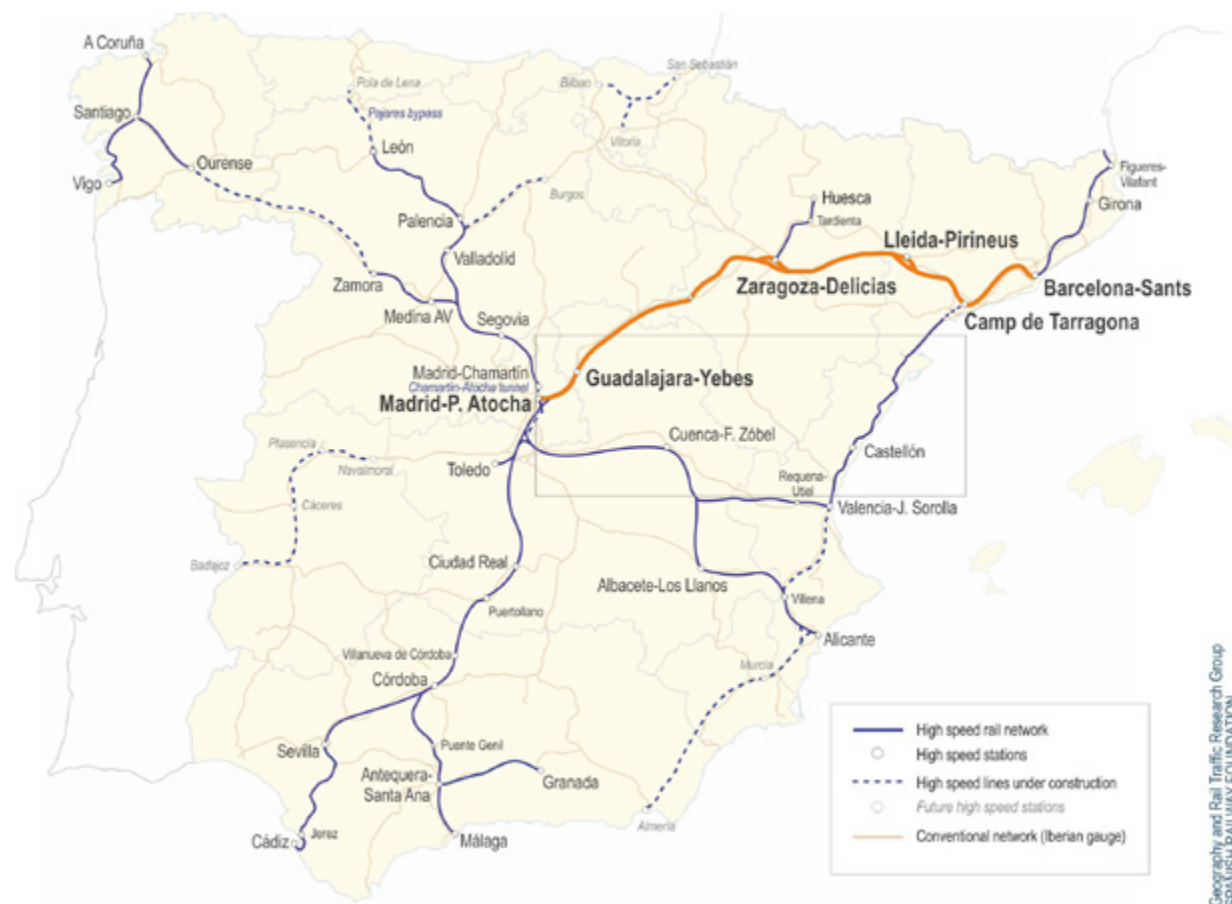 A Coruña
Santiago
Vigo
Ourense
Pola de Lena
Pajares bypass
León
Bilbao
San Sebastián
Vitoria
Burgos
Palencia
Valladolid
Zamora
Medina AV
Segovia
Huesca
Tardienta
Figueres-
Vilafant
Girona
Lleida-Pirineus
Zaragoza-Delicias
Barcelona-Sants
Camp de Tarragona
Madrid-Chamartín
Chamartín-Atocha tunnel
Madrid-P. Atocha
Guadalajara-Yebes
Plasencia
Navalmoral
Cáceres
Badajoz
Toledo
Cuenca-F. Zóbel
Castellón
Requena-
Utiel
Valencia-J. Sorolla
Ciudad Real
Puertollano
Albacete-Los Llanos
Villena
Alicante
Murcia
Villanueva de Córdoba
Córdoba
Sevilla
Puente Genil
Antequera-
Santa Ana
Granada
Almería
Cádiz
Jerez
Málaga
High speed rail network
High speed stations
High speed lines under construction
Future high speed stations
Conventional network (Iberian gauge)
Geography and Rail Traffic Research Group
SPANISH RAILWAY FOUNDATION